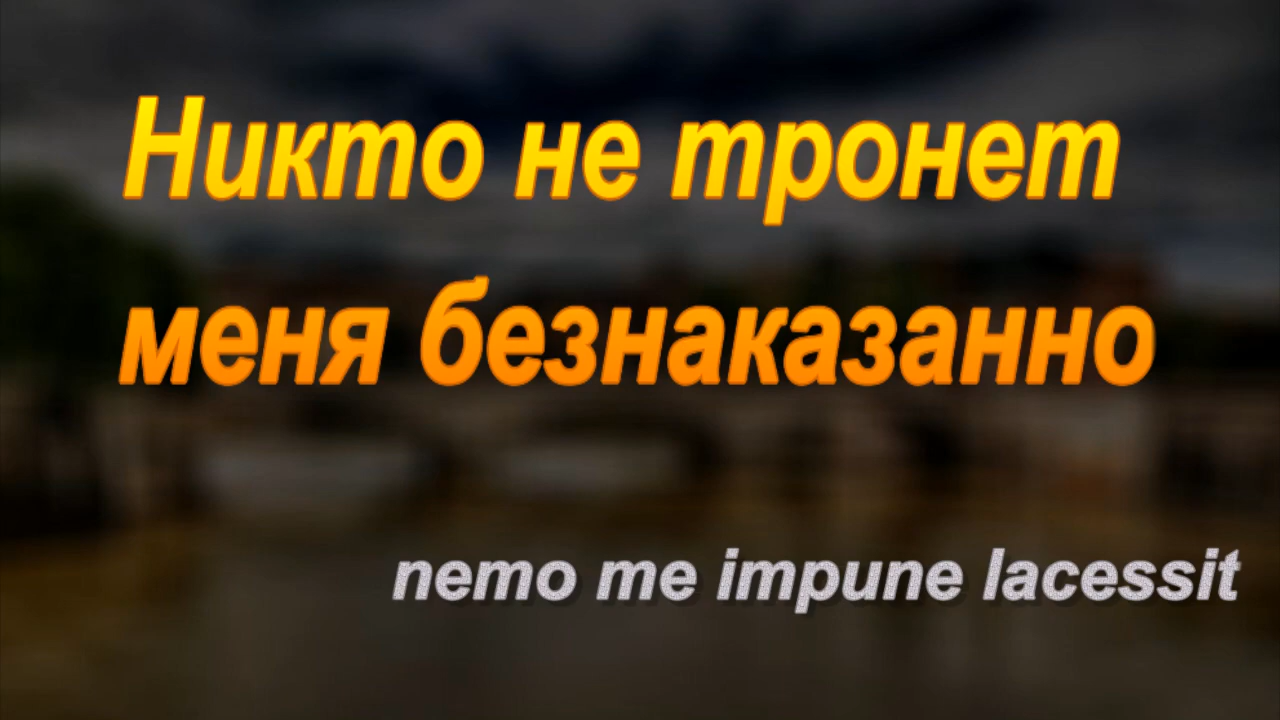 Никто не тронет
меня безнаказанно
nemo me impune lacessit